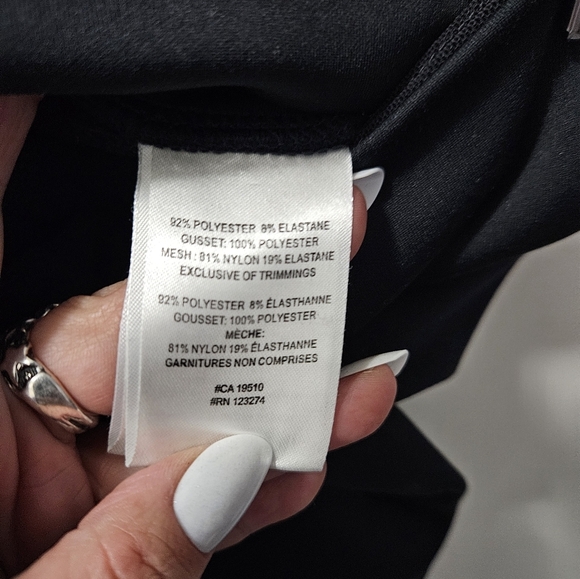 92% POLYESTER 8% ELASTANE
GUSSET: 100% POLYESTER
MESH : 81% NYLON 19% ELASTANE
EXCLUSIVE OF TRIMMINGS
92% POLYESTER 8% ÉLASTHANNE
GOUSSET: 100% POLYESTER
MÈCHE:
81% NYLON 19% ÉLASTHANNE
GARNITURES NON COMPRISES
#CA 19510
#RN 123274